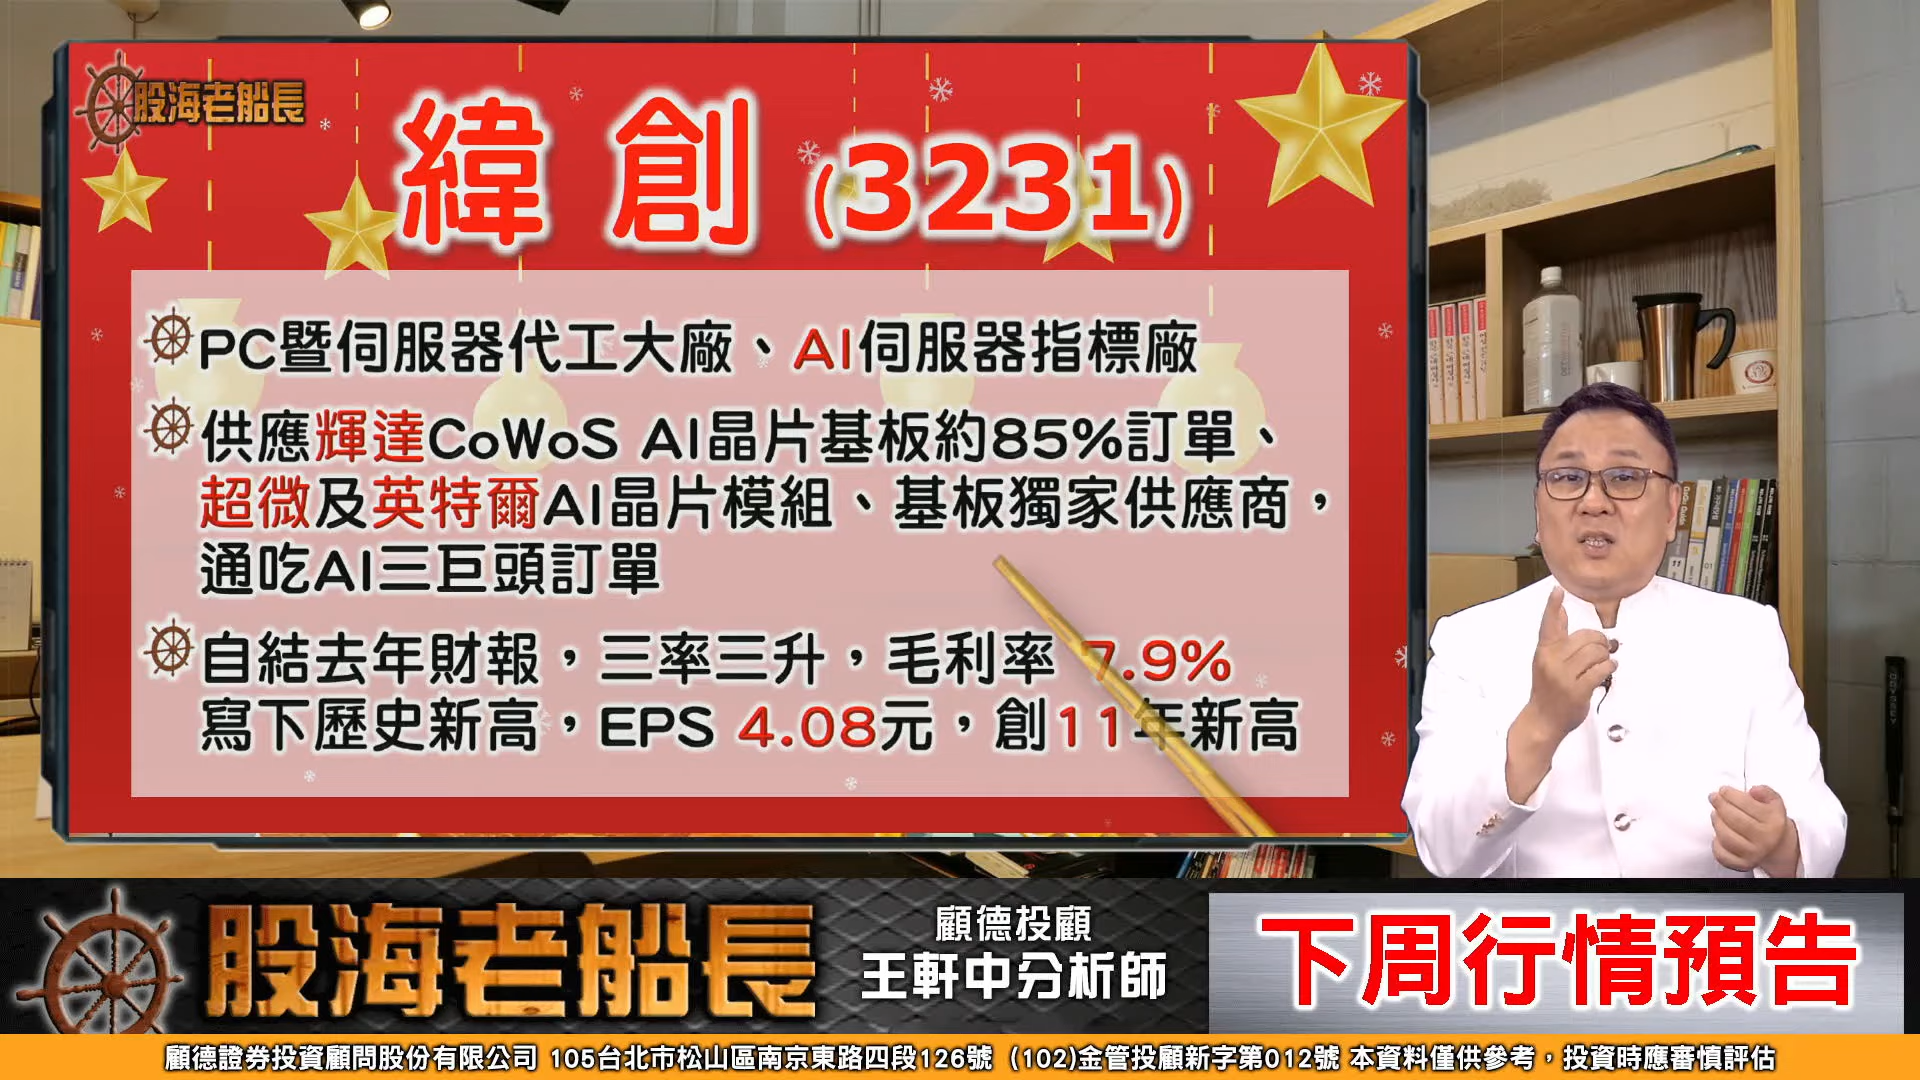 股海老船長
緯創 (3231)
PC暨伺服器代工大廠、AI伺服器指標廠
供應輝達CoWoS AI晶片基板約85%訂單、
超微及英特爾AI晶片模組、基板獨家供應商，
通吃AI三巨頭訂單
自結去年財報，三率三升，毛利率 7.9%
寫下歷史新高，EPS 4.08元，創11年新高
股海老船長
顧德投顧
王軒中分析師
下周行情預告
顧德證券投資顧問股份有限公司 105台北市松山區南京東路四段126號 (102)金管投顧新字第012號 本資料僅供參考，投資時應審慎評估